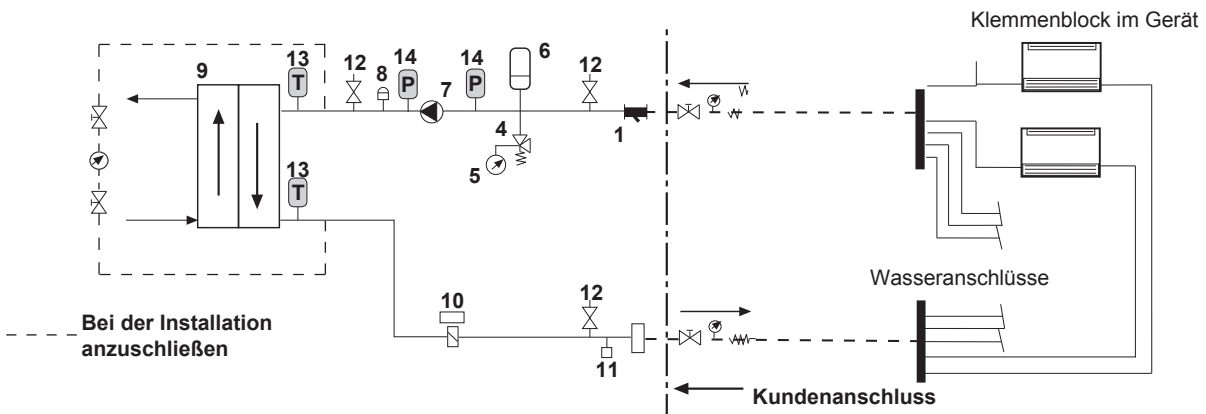 Klemmenblock im Gerät
6
13
12
14
14
12
9
8
7
T
P
P
4
1
5
13
T
Wasseranschlüsse
10
12
Bei der Installation
anzuschließen
11
Kundenanschluss